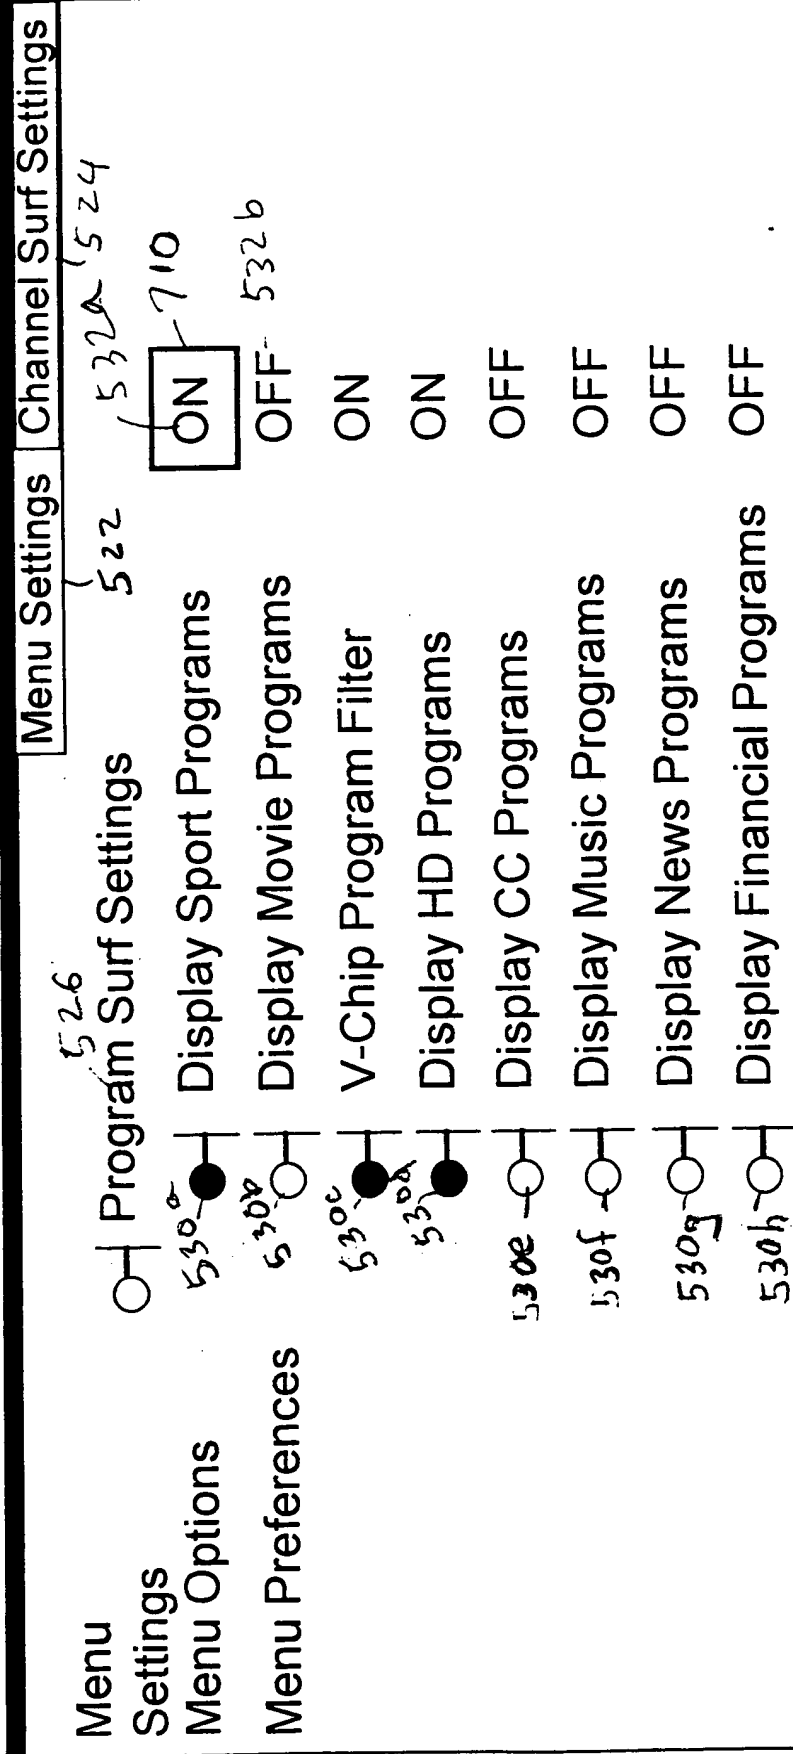 Menu Settings Channel Surf Settings
522 532a 524
Menu
Settings
526
Program Surf Settings
710
Menu Options 530a Display Sport Programs ON
Menu Preferences 530b Display Movie Programs OFF 532b
530c V-Chip Program Filter ON
530d Display HD Programs ON
530e Display CC Programs OFF
530f Display Music Programs OFF
530g Display News Programs OFF
530h Display Financial Programs OFF